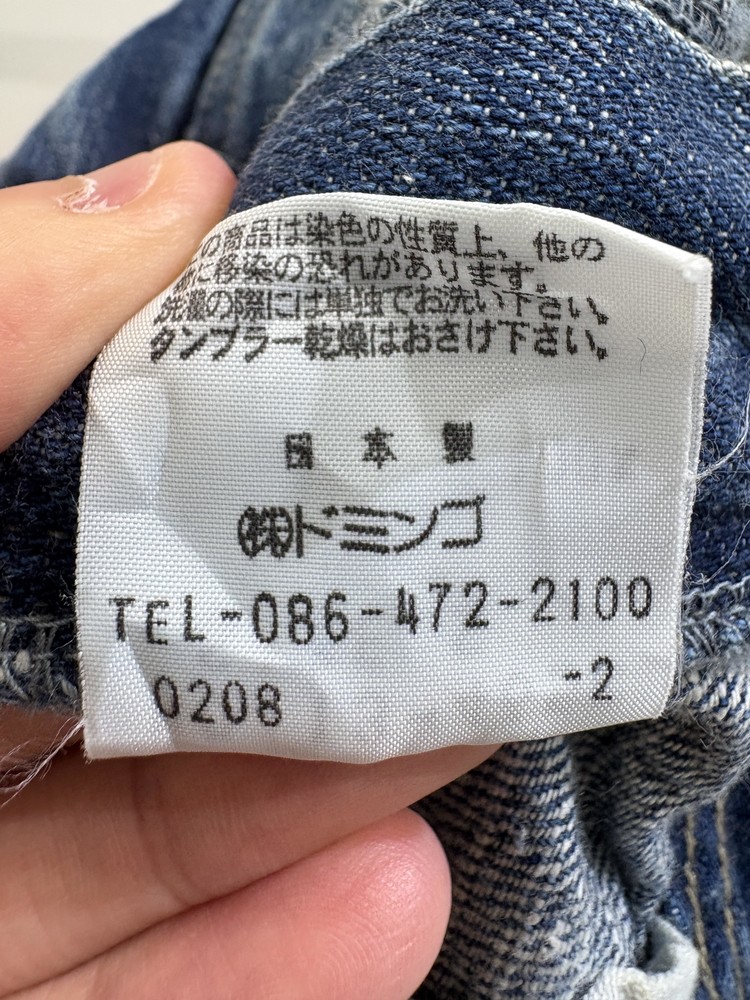 の商品は染色の性質上、他の
に移染の恐れがあります。
洗濯の際には単独でお洗い下さい。
タンブラー乾燥はおさけ下さい。
日本製
㈱ドミンゴ
TEL-086-472-2100
0208 -2